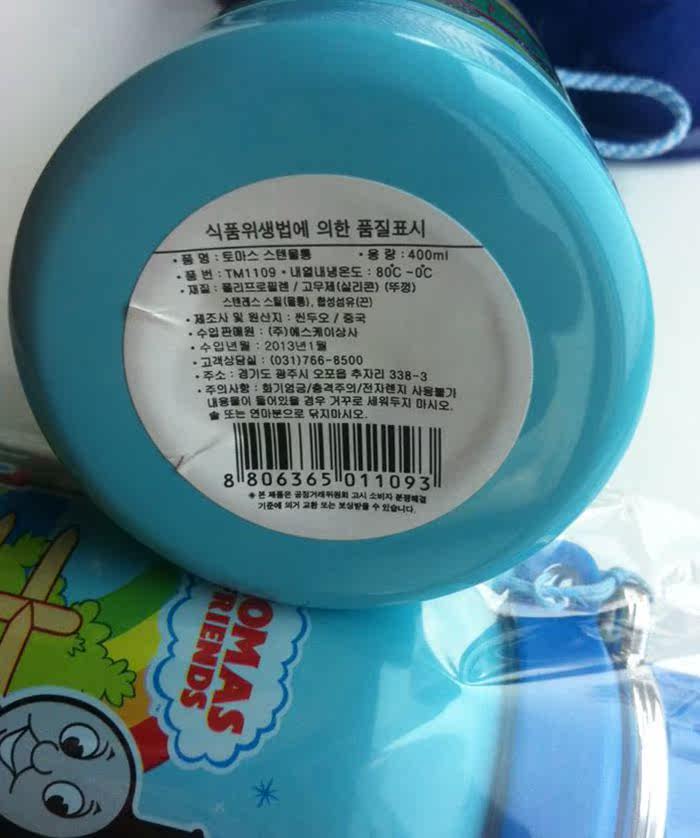 식품위생법에 의한 품질표시
• 품 명 : 토마스 스텐물통 • 용 량 : 400ml
• 품 번 : TM1109 • 내열내냉온도 : 80℃ ~0℃
• 재질 : 폴리프로필렌 / 고무제(실리콘) (뚜껑)
스텐레스 스틸(물통), 합성섬유(끈)
• 제조사 및 원산지 : 씬두오 / 중국
• 수입판매원 : (주)에스케이상사
• 수입년월 : 2013년1월
• 고객상담실 : (031)766-8500
• 주소 : 경기도 광주시 오포읍 추자리 338-3
• 주의사항 : 화기엄금/충격주의/전자렌지 사용불가
내용물이 들어있을 경우 거꾸로 세워두지 마시오.
솔 또는 연마분으로 닦지마시오.
8 806365 011093
※ 본 제품은 공정거래위원회 고시 소비자 분쟁해결
기준에 의거 교환 또는 보상받을 수 있습니다.
OMAS
FRIENDS